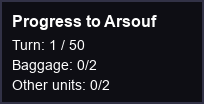 Progress to Arsouf
Turn: 1 / 50
Baggage: 0/2
Other units: 0/2